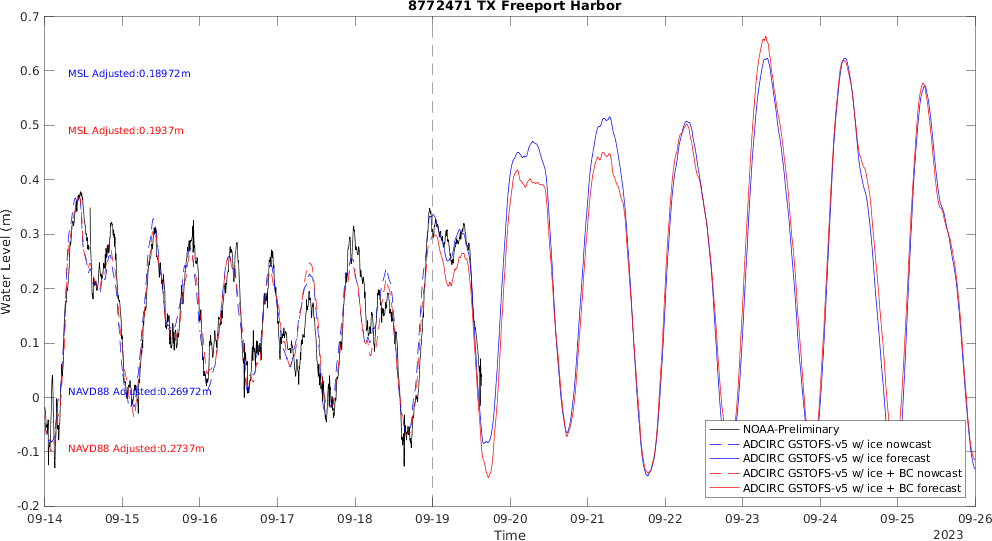 8772471 TX Freeport Harbor
0.7
0.6
0.5
0.4
0.3
0.2
0.1
0
-0.1
-0.2
Water Level (m)
MSL Adjusted:0.18972m
MSL Adjusted:0.1937m
NAVD88 Adjusted:0.26972m
NAVD88 Adjusted:0.2737m
NOAA-Preliminary
ADCIRC GSTOFS-v5 w/ ice nowcast
ADCIRC GSTOFS-v5 w/ ice forecast
ADCIRC GSTOFS-v5 w/ ice + BC nowcast
ADCIRC GSTOFS-v5 w/ ice + BC forecast
09-14 09-15 09-16 09-17 09-18 09-19 09-20 09-21 09-22 09-23 09-24 09-25 09-26
Time
2023